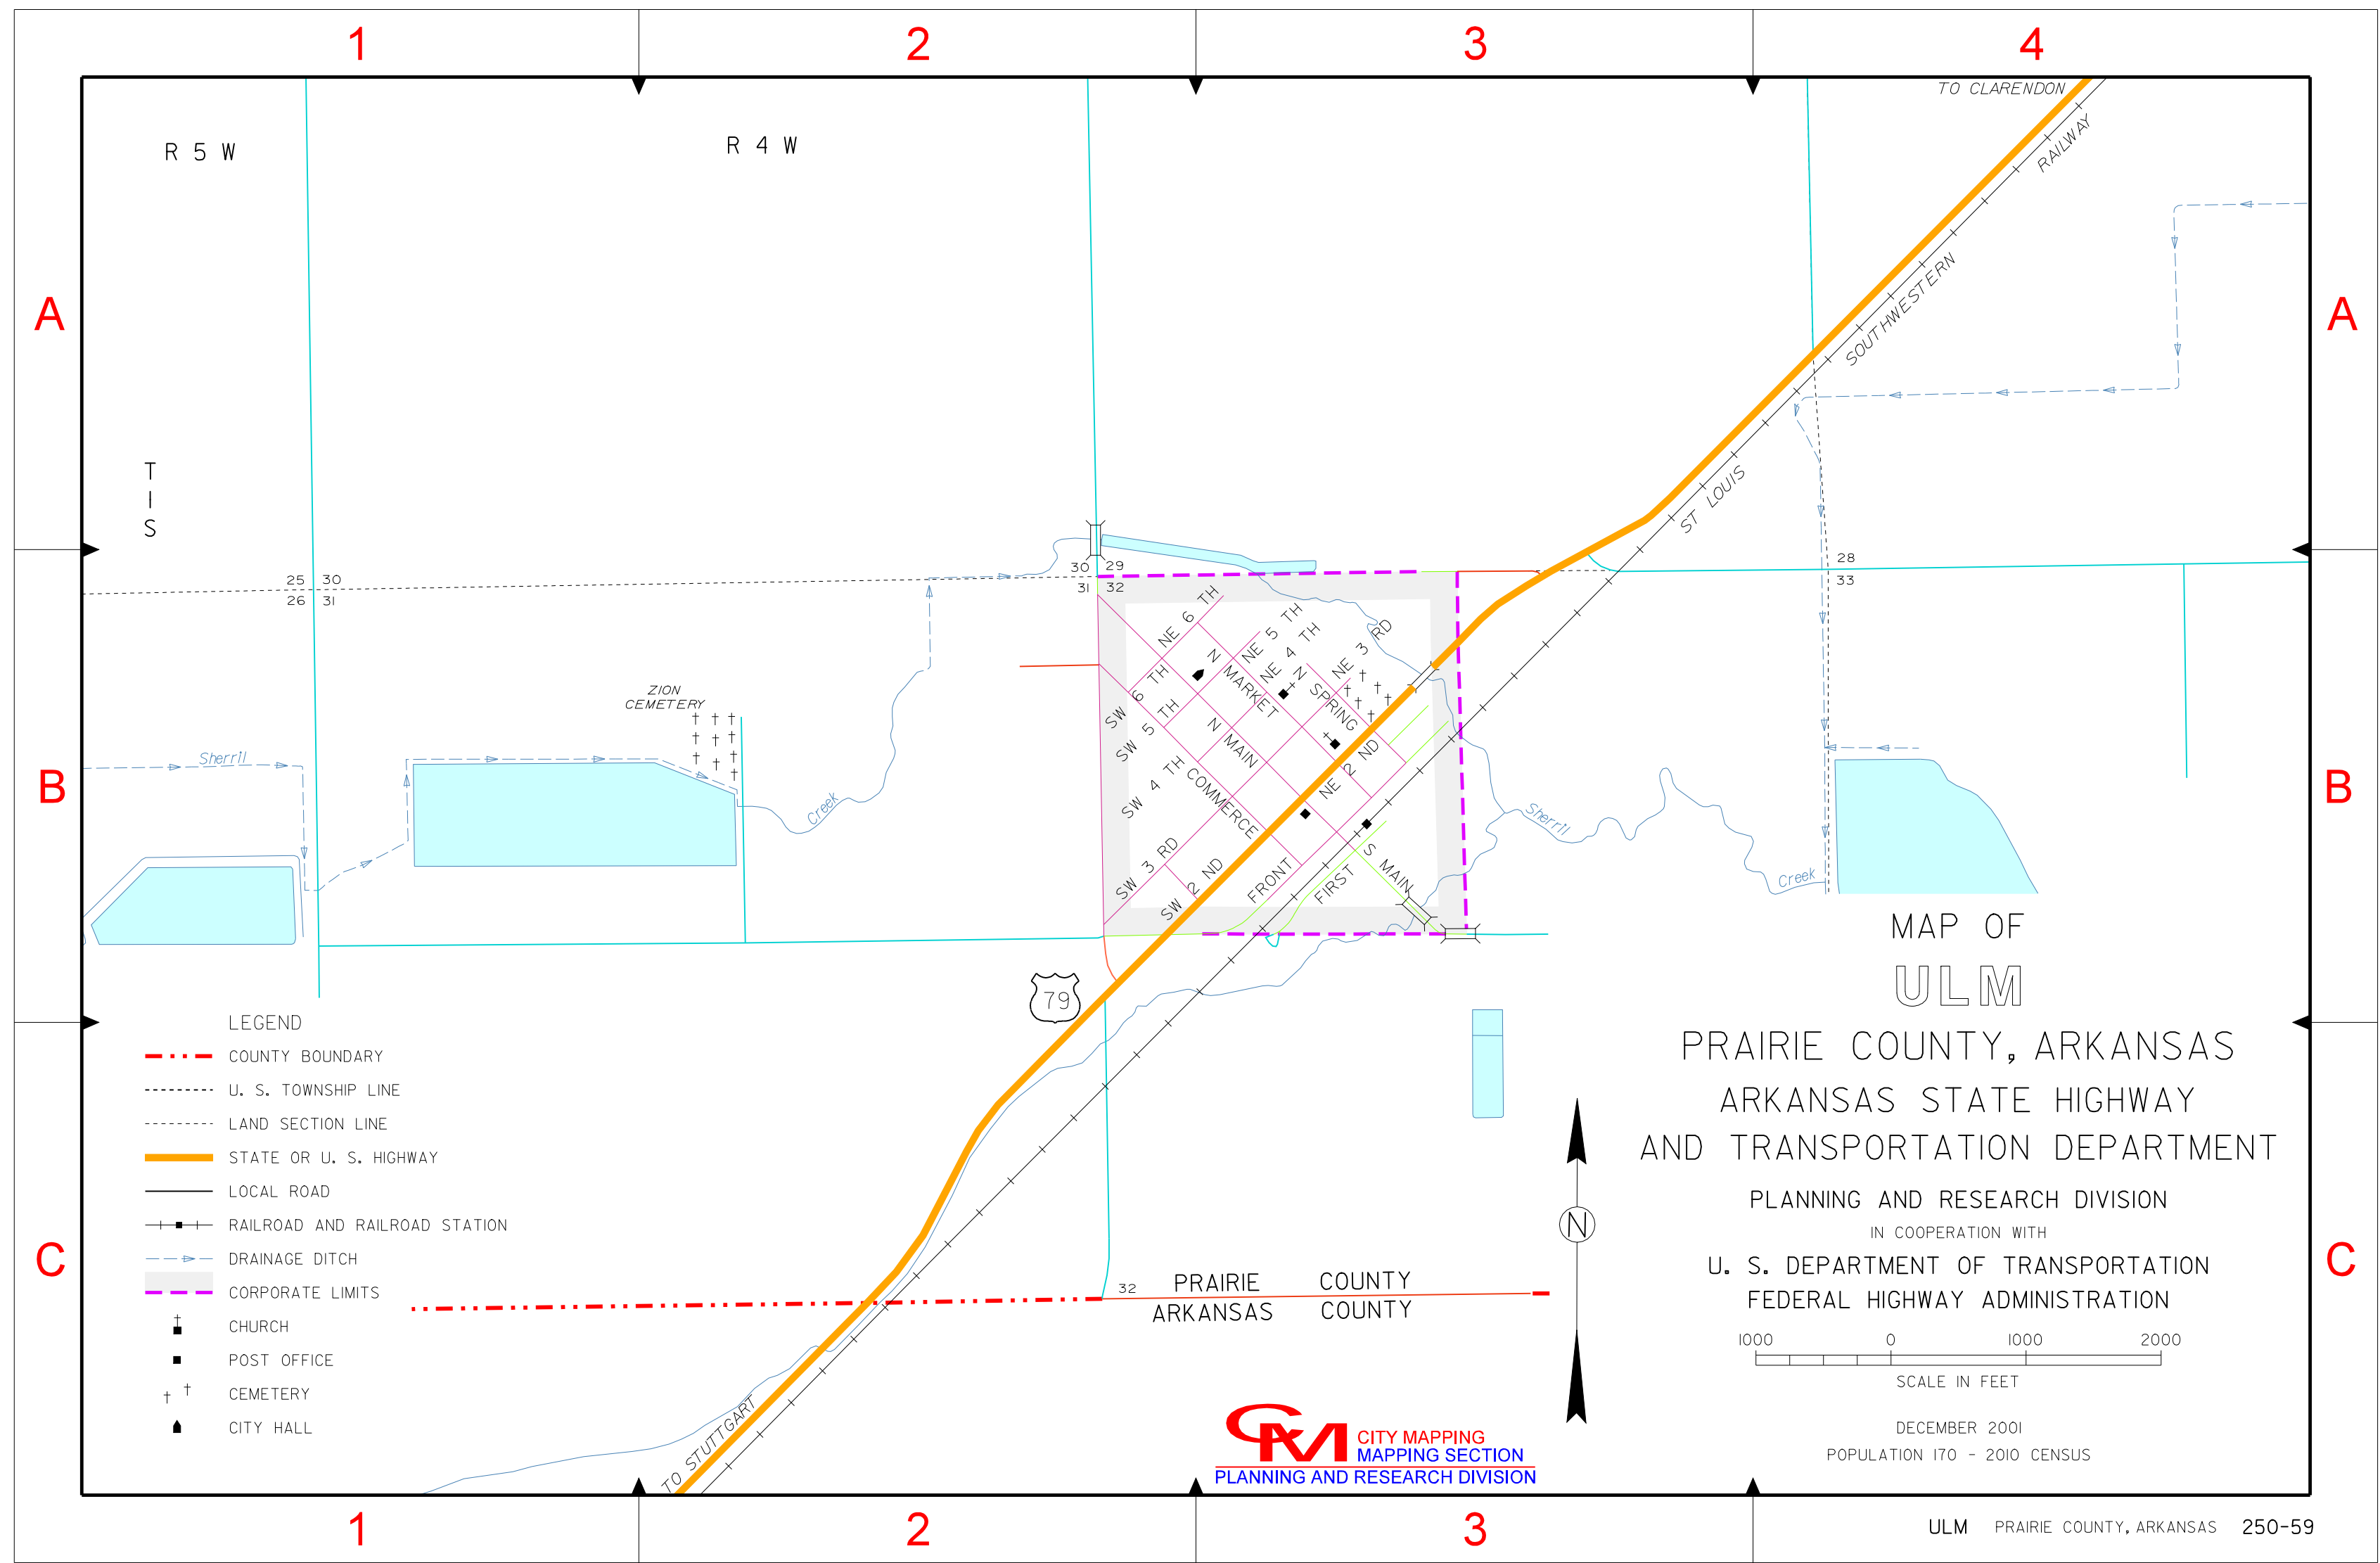 1 2 3 4
TO CLARENDON
R 5 W
R 4 W
RAILWAY
SOUTHWESTERN
ST LOUIS
A
A
T
1
S
25 30
26 31
30 29
31 32
28
33
NE 6 TH
NE 5 TH
NE 4 TH
NE 3 RD
N MARKET
N SPRING
SW 6 TH
SW 5 TH
N MAIN
NE 2 ND
SW 4 TH
COMMERCE
SW 3 RD
SW 2 ND
FRONT
FIRST
S MAIN
ZION
CEMETERY
Sherril
Creek
Sherril
Creek
B
B
79
LEGEND
COUNTY BOUNDARY
U. S. TOWNSHIP LINE
LAND SECTION LINE
STATE OR U. S. HIGHWAY
LOCAL ROAD
RAILROAD AND RAILROAD STATION
DRAINAGE DITCH
CORPORATE LIMITS
CHURCH
POST OFFICE
CEMETERY
CITY HALL
MAP OF
ULM
PRAIRIE COUNTY, ARKANSAS
ARKANSAS STATE HIGHWAY
AND TRANSPORTATION DEPARTMENT
PLANNING AND RESEARCH DIVISION
IN COOPERATION WITH
U. S. DEPARTMENT OF TRANSPORTATION
FEDERAL HIGHWAY ADMINISTRATION
1000 0 1000 2000
SCALE IN FEET
DECEMBER 2001
POPULATION 170 - 2010 CENSUS
N
C
C
32
PRAIRIE COUNTY
ARKANSAS COUNTY
TO STUTTGART
CM
CITY MAPPING
MAPPING SECTION
PLANNING AND RESEARCH DIVISION
1 2 3
ULM PRAIRIE COUNTY, ARKANSAS 250-59